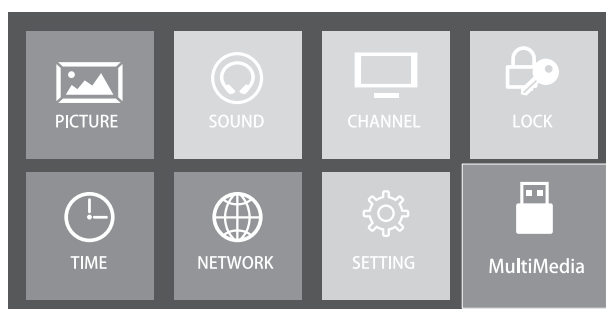 PICTURE
SOUND
CHANNEL
LOCK
TIME
NETWORK
SETTING
MultiMedia